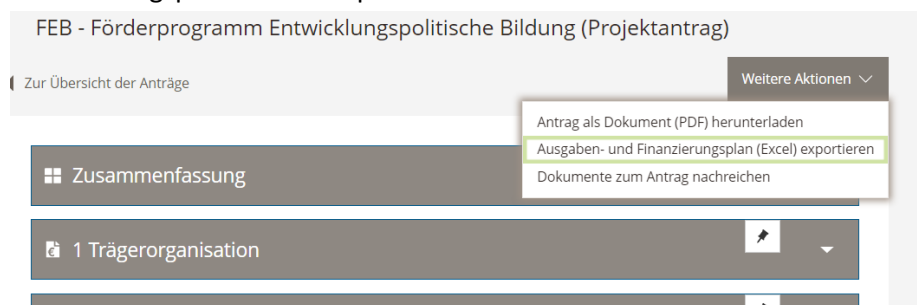 FEB - Förderprogramm Entwicklungspolitische Bildung (Projektantrag)
Zur Übersicht der Anträge
Weitere Aktionen
Antrag als Dokument (PDF) herunterladen
Ausgaben- und Finanzierungsplan (Excel) exportieren
Dokumente zum Antrag nachreichen
Zusammenfassung
1 Trägerorganisation